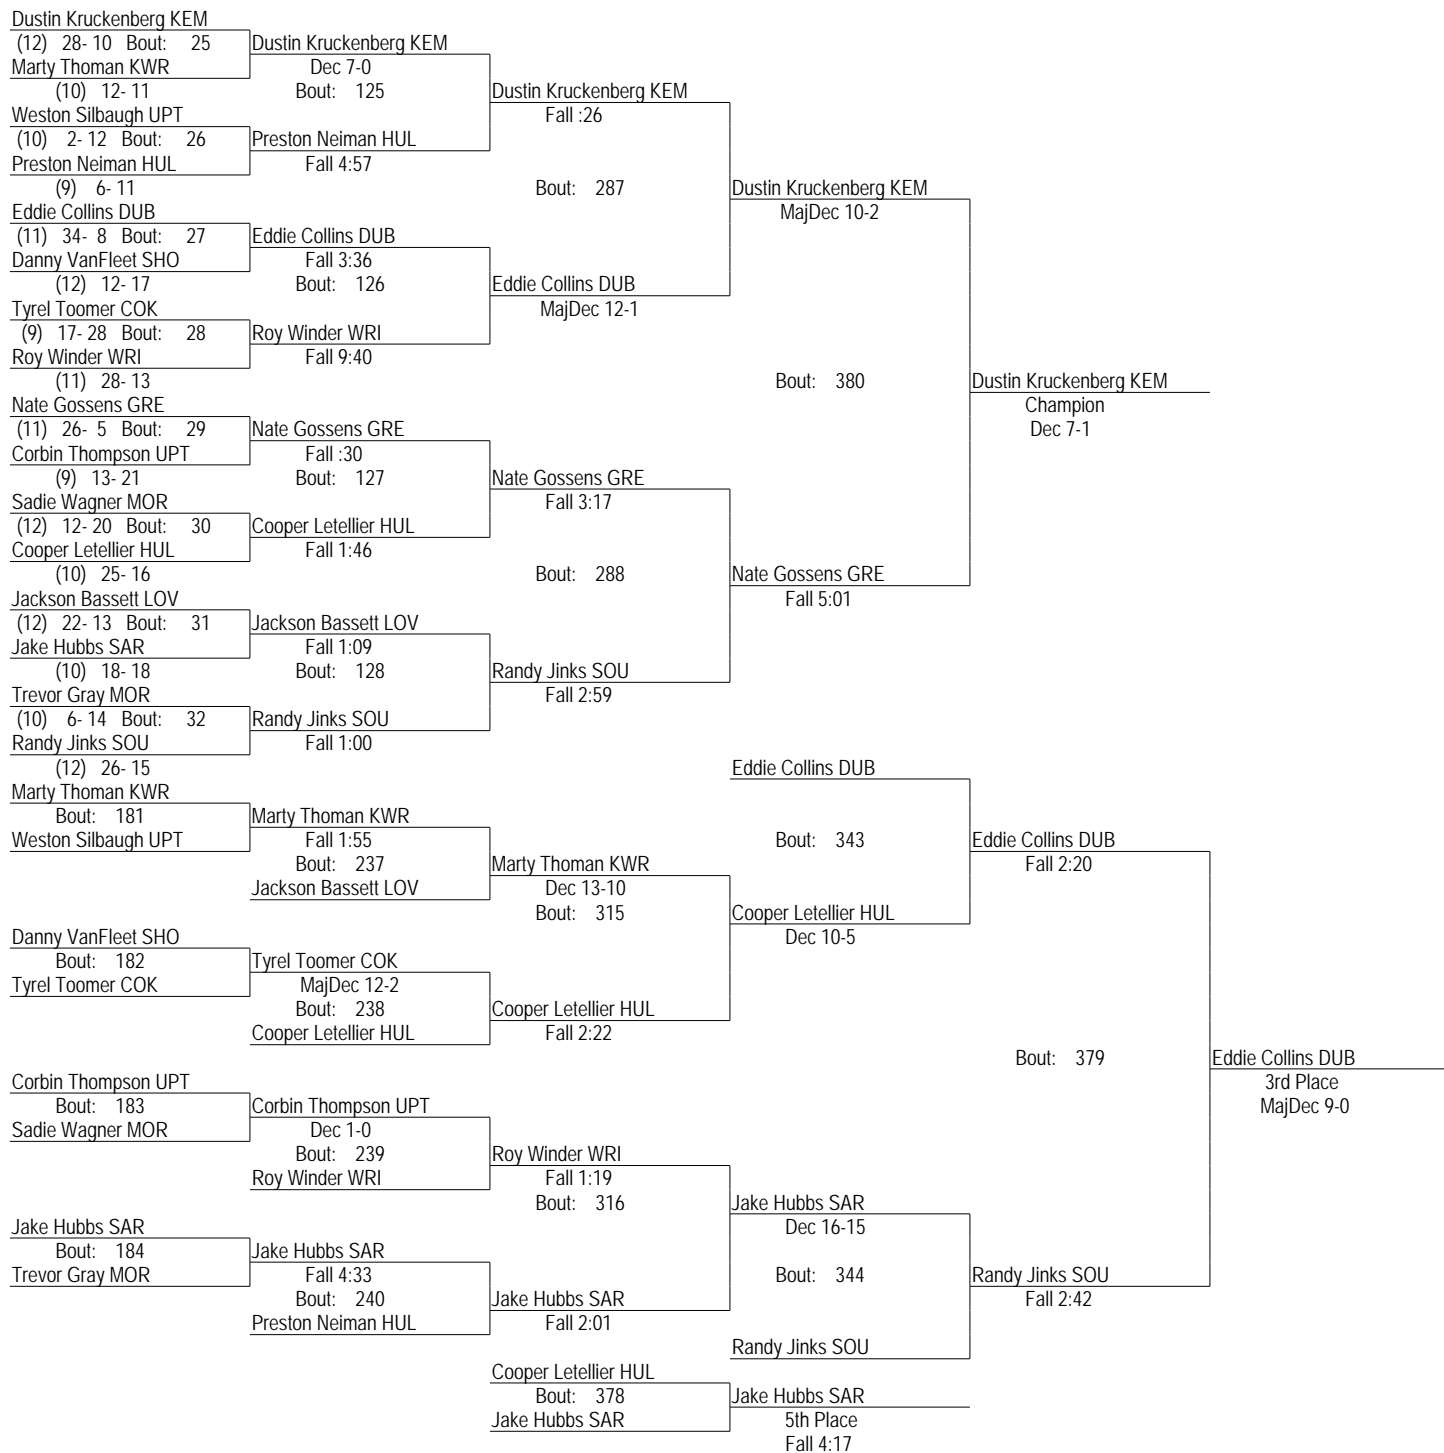 Dustin Kruckenberg KEM
(12) 28- 10 Bout: 25
Marty Thoman KWR
(10) 12- 11
Weston Silbaugh UPT
(10) 2- 12 Bout: 26
Preston Neiman HUL
(9) 6- 11
Eddie Collins DUB
(11) 34- 8 Bout: 27
Danny VanFleet SHO
(12) 12- 17
Tyrel Toomer COK
(9) 17- 28 Bout: 28
Roy Winder WRI
(11) 28- 13
Nate Gossens GRE
(11) 26- 5 Bout: 29
Corbin Thompson UPT
(9) 13- 21
Sadie Wagner MOR
(12) 12- 20 Bout: 30
Cooper Letellier HUL
(10) 25- 16
Jackson Bassett LOV
(12) 22- 13 Bout: 31
Jake Hubbs SAR
(10) 18- 18
Trevor Gray MOR
(10) 6- 14 Bout: 32
Randy Jinks SOU
(12) 26- 15
Dustin Kruckenberg KEM
Dec 7-0
Bout: 125
Preston Neiman HUL
Fall 4:57
Eddie Collins DUB
Fall 3:36
Bout: 126
Roy Winder WRI
Fall 9:40
Nate Gossens GRE
Fall :30
Bout: 127
Cooper Letellier HUL
Fall 1:46
Jackson Bassett LOV
Fall 1:09
Bout: 128
Randy Jinks SOU
Fall 1:00
Dustin Kruckenberg KEM
Fall :26
Bout: 287
Eddie Collins DUB
MajDec 12-1
Nate Gossens GRE
Fall 3:17
Bout: 288
Randy Jinks SOU
Fall 2:59
Dustin Kruckenberg KEM
MajDec 10-2
Bout: 380
Nate Gossens GRE
Fall 5:01
Dustin Kruckenberg KEM
Champion
Dec 7-1
Marty Thoman KWR
Bout: 181
Weston Silbaugh UPT
Danny VanFleet SHO
Bout: 182
Tyrel Toomer COK
Corbin Thompson UPT
Bout: 183
Sadie Wagner MOR
Jake Hubbs SAR
Bout: 184
Trevor Gray MOR
Marty Thoman KWR
Fall 1:55
Bout: 237
Jackson Bassett LOV
Tyrel Toomer COK
MajDec 12-2
Bout: 238
Cooper Letellier HUL
Corbin Thompson UPT
Dec 1-0
Bout: 239
Roy Winder WRI
Jake Hubbs SAR
Fall 4:33
Bout: 240
Preston Neiman HUL
Marty Thoman KWR
Dec 13-10
Bout: 315
Cooper Letellier HUL
Fall 2:22
Roy Winder WRI
Fall 1:19
Bout: 316
Jake Hubbs SAR
Fall 2:01
Eddie Collins DUB
Bout: 343
Cooper Letellier HUL
Dec 10-5
Jake Hubbs SAR
Dec 16-15
Bout: 344
Randy Jinks SOU
Eddie Collins DUB
Fall 2:20
Bout: 379
Randy Jinks SOU
Fall 2:42
Eddie Collins DUB
3rd Place
MajDec 9-0
Cooper Letellier HUL
Bout: 378
Jake Hubbs SAR
Jake Hubbs SAR
5th Place
Fall 4:17